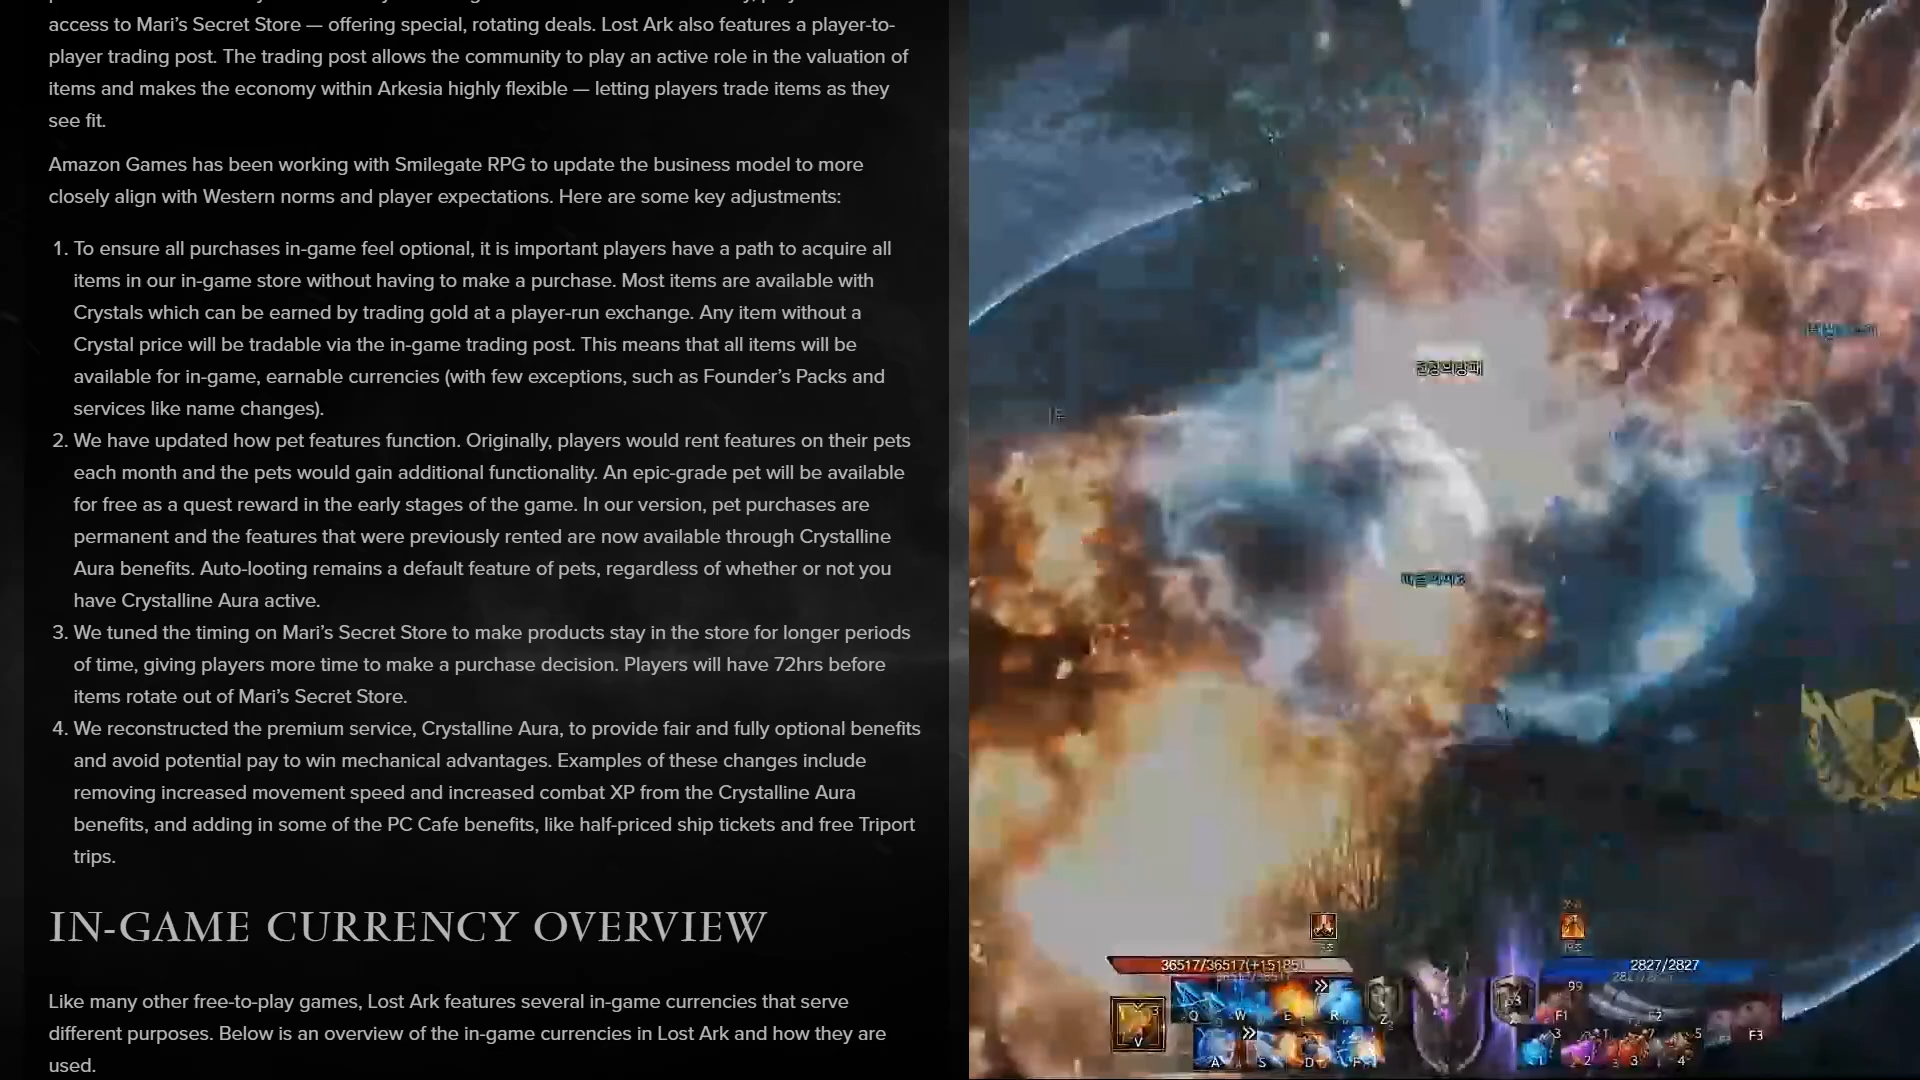 access to Mari’s Secret Store — offering special, rotating deals. Lost Ark also features a player-to-
player trading post. The trading post allows the community to play an active role in the valuation of
items and makes the economy within Arkesia highly flexible — letting players trade items as they
see fit.
Amazon Games has been working with Smilegate RPG to update the business model to more
closely align with Western norms and player expectations. Here are some key adjustments:
1. To ensure all purchases in-game feel optional, it is important players have a path to acquire all
items in our in-game store without having to make a purchase. Most items are available with
Crystals which can be earned by trading gold at a player-run exchange. Any item without a
Crystal price will be tradable via the in-game trading post. This means that all items will be
available for in-game, earnable currencies (with few exceptions, such as Founder’s Packs and
services like name changes).
2. We have updated how pet features function. Originally, players would rent features on their pets
each month and the pets would gain additional functionality. An epic-grade pet will be available
for free as a quest reward in the early stages of the game. In our version, pet purchases are
permanent and the features that were previously rented are now available through Crystalline
Aura benefits. Auto-looting remains a default feature of pets, regardless of whether or not you
have Crystalline Aura active.
3. We tuned the timing on Mari’s Secret Store to make products stay in the store for longer periods
of time, giving players more time to make a purchase decision. Players will have 72hrs before
items rotate out of Mari’s Secret Store.
4. We reconstructed the premium service, Crystalline Aura, to provide fair and fully optional benefits
and avoid potential pay to win mechanical advantages. Examples of these changes include
removing increased movement speed and increased combat XP from the Crystalline Aura
benefits, and adding in some of the PC Cafe benefits, like half-priced ship tickets and free Triport
trips.
IN-GAME CURRENCY OVERVIEW
Like many other free-to-play games, Lost Ark features several in-game currencies that serve
different purposes. Below is an overview of the in-game currencies in Lost Ark and how they are
used.
36517/36517(+15185)
2827/2827
99
Q W E R Z F1 F2
V A S D F 1 2 3 4 5 F3